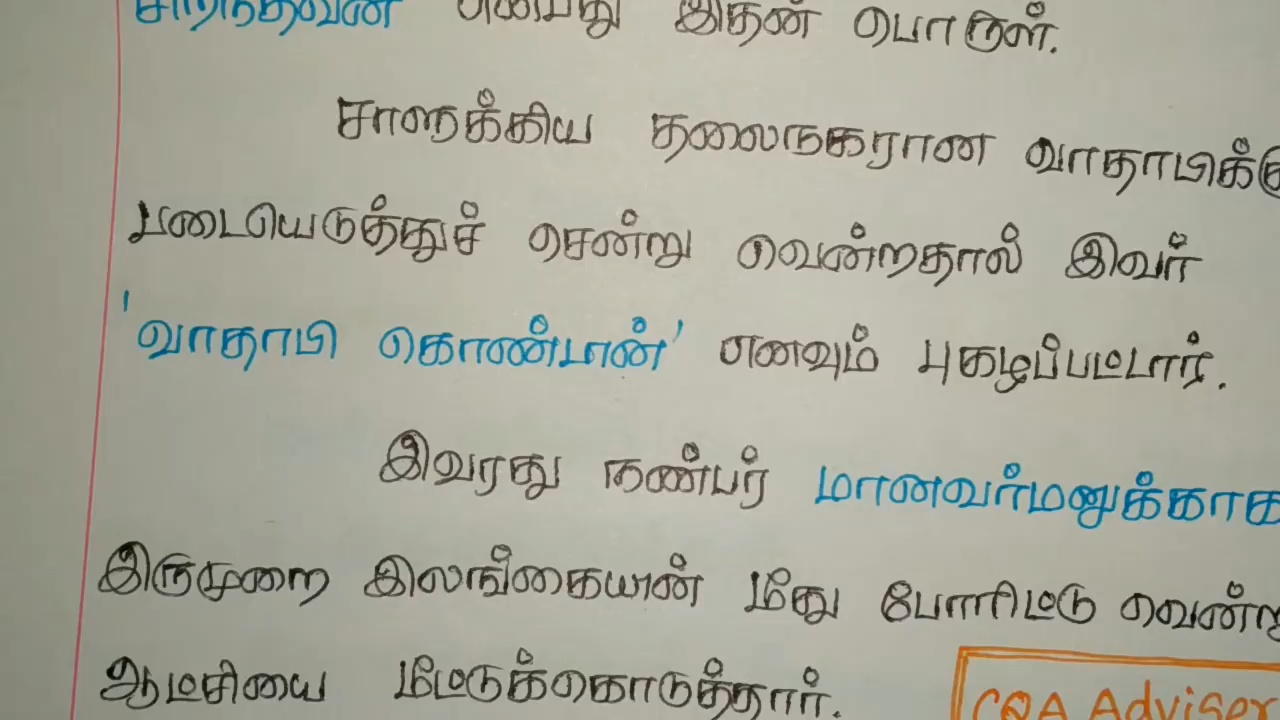 சிறந்தவன் என்பது இதன் பொருள்.
சாளுக்கிய தலைநகரான வாதாபிக்கு
படையெடுத்துச் சென்று வென்றதால் இவர்
'வாதாபி கொண்டான்' எனவும் புகழப்பட்டார்.
இவரது நண்பர் மானவர்மனுக்காக
இருமுறை இலங்கையின் மீது போரிட்டு வென்று
ஆட்சியை மீட்டுக்கொடுத்தார்.
CQA Adviser